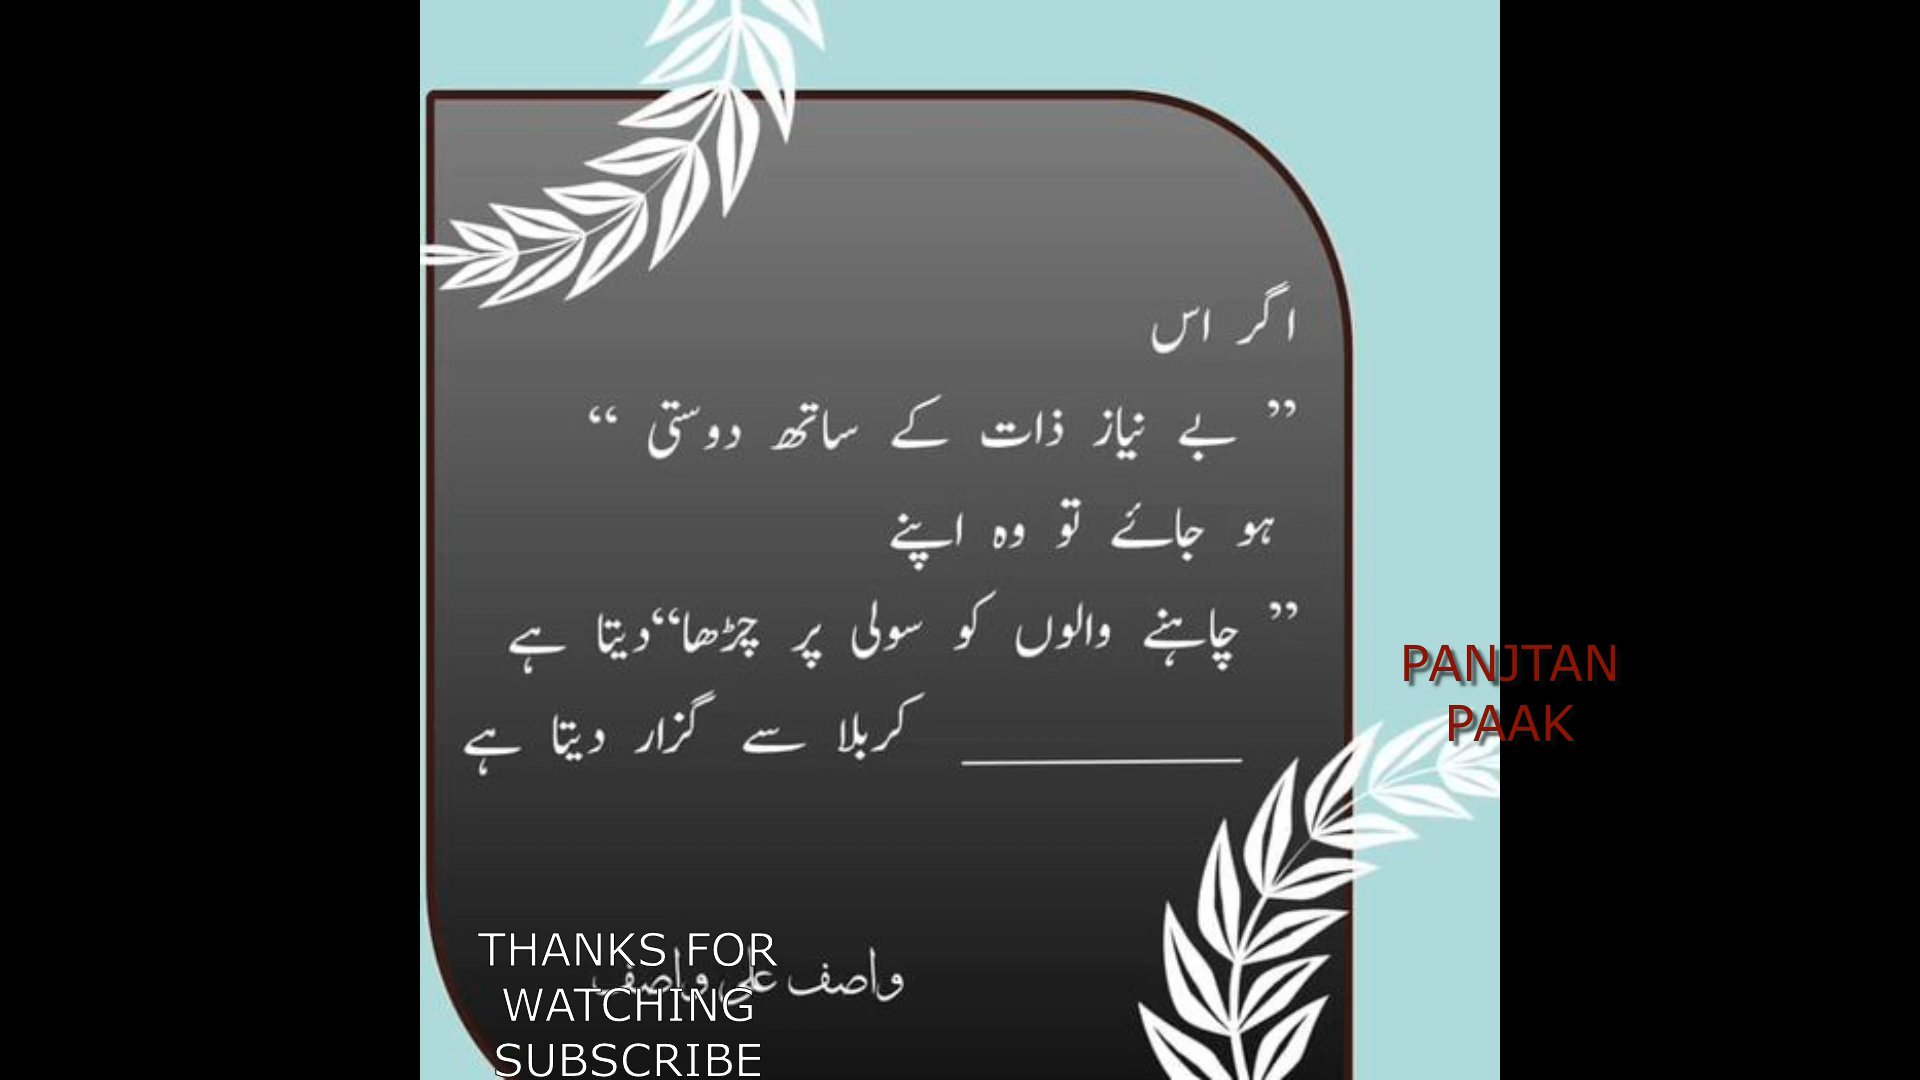 اگر اس
” بے نیاز ذات کے ساتھ دوستی “
ہو جائے تو وہ اپنے
” چاہنے والوں کو سولی پر چڑھا“دیتا ہے
__________ کربلا سے گزار دیتا ہے
واصف علی واصف
THANKS FOR
WATCHING
SUBSCRIBE
PANJTAN
PAAK